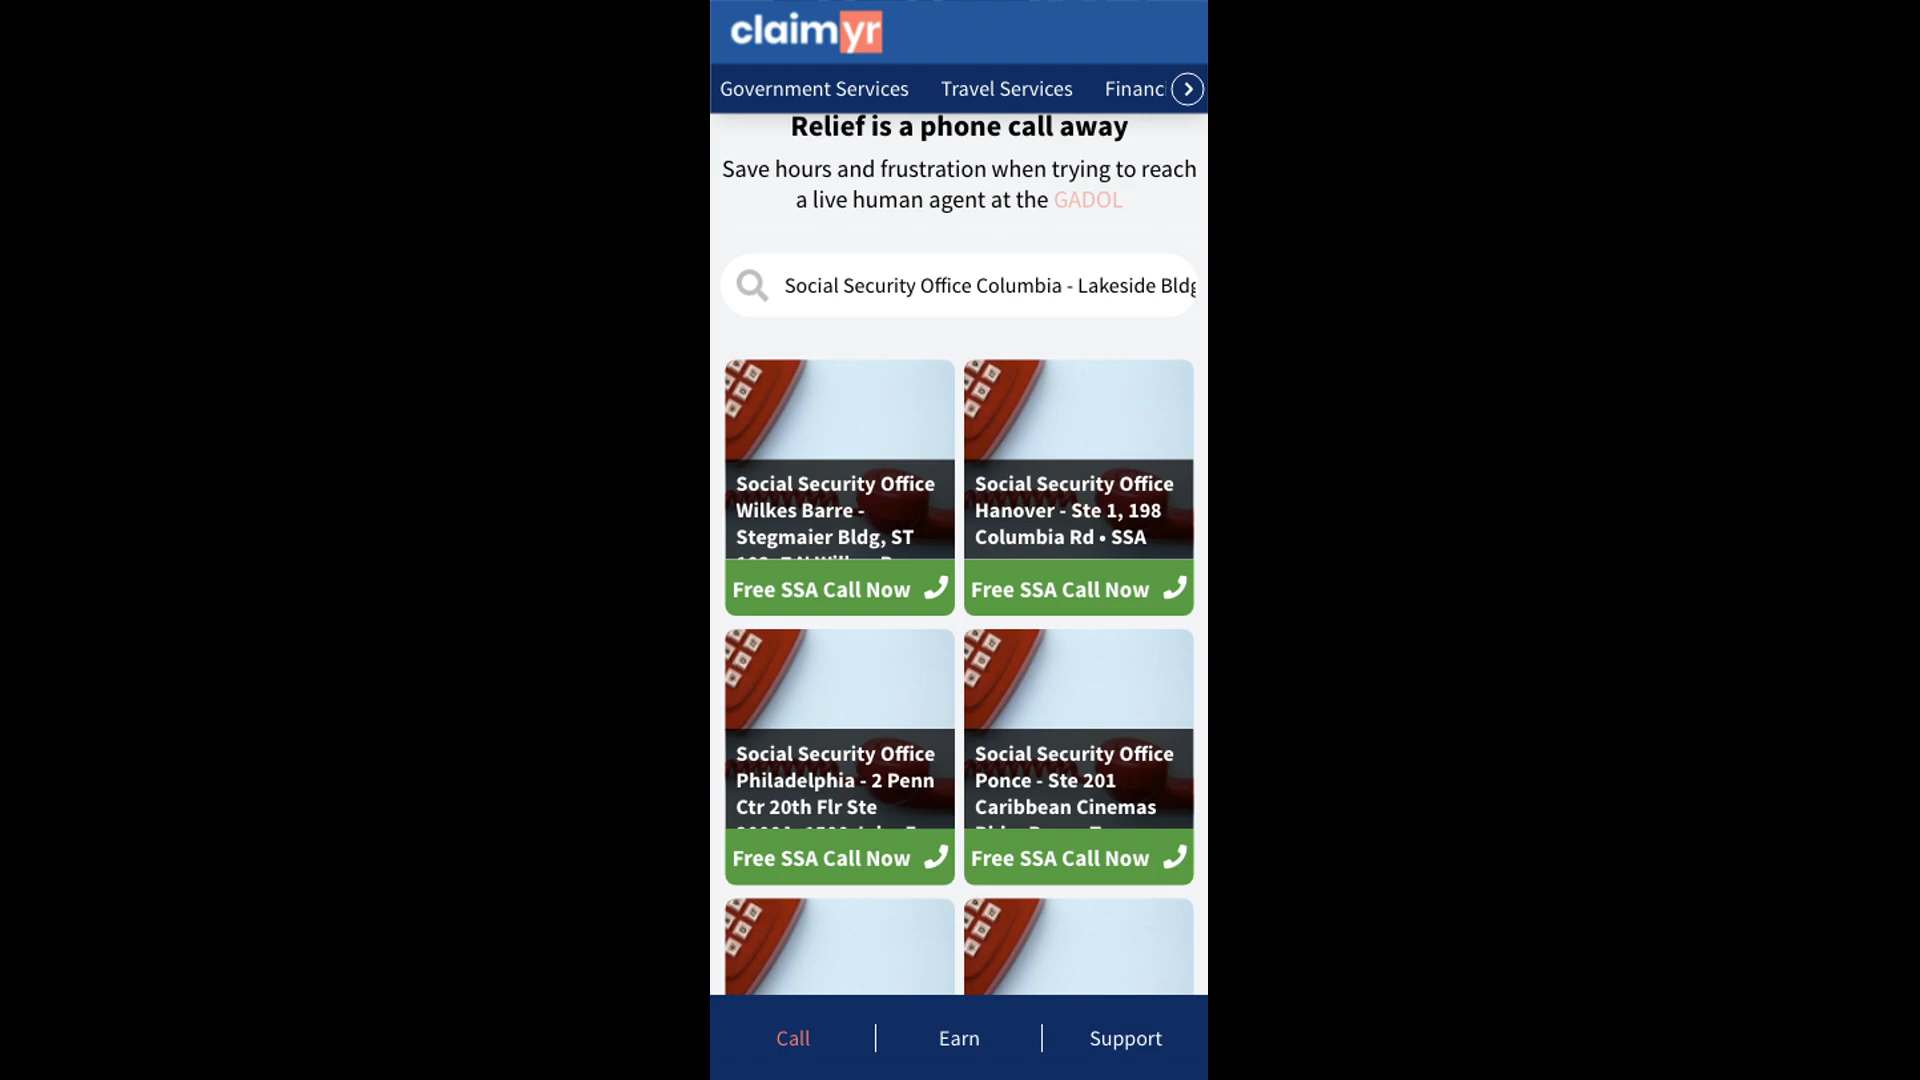 claimyr
Government Services Travel Services Financ
Relief is a phone call away
Save hours and frustration when trying to reach
a live human agent at the GADOL
Social Security Office Columbia - Lakeside Bldg
Social Security Office
Wilkes Barre -
Stegmaier Bldg, ST
Free SSA Call Now
Social Security Office
Hanover - Ste 1, 198
Columbia Rd • SSA
Free SSA Call Now
Social Security Office
Philadelphia - 2 Penn
Ctr 20th Flr Ste
Free SSA Call Now
Social Security Office
Ponce - Ste 201
Caribbean Cinemas
Free SSA Call Now
Call Earn Support